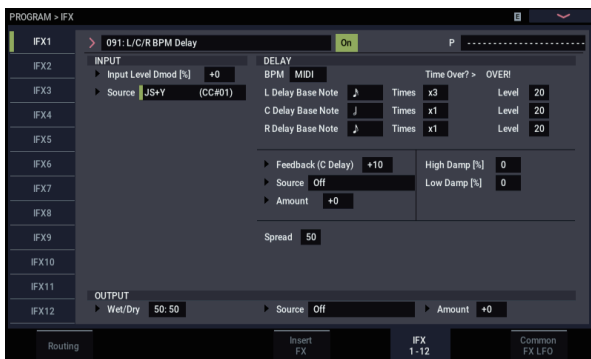 PROGRAM > IFX E
IFX1
IFX2
IFX3
IFX4
IFX5
IFX6
IFX7
IFX8
IFX9
IFX10
IFX11
IFX12
091: L/C/R BPM Delay On P ----------------------
INPUT
Input Level Dmod [%] +0
Source JS+Y (CC#01)
DELAY
BPM MIDI Time Over? > OVER!
L Delay Base Note ♪ Times x3 Level 20
C Delay Base Note ♩ Times x1 Level 20
R Delay Base Note ♪ Times x1 Level 20
Feedback (C Delay) +10 High Damp [%] 0
Source Off Low Damp [%] 0
Amount +0
Spread 50
OUTPUT
Wet/Dry 50: 50 Source Off Amount +0
Routing
Insert
FX
IFX
1 -12
Common
FX LFO